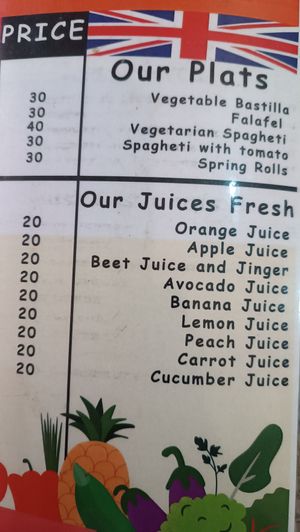 PRICE
Our Plats
30 Vegetable Bastilla
30 Falafel
40 Vegetarian Spagheti
30 Spagheti with tomato
30 Spring Rolls
Our Juices Fresh
20 Orange Juice
20 Apple Juice
20 Beet Juice and Jinger
20 Avocado Juice
20 Banana Juice
20 Lemon Juice
20 Peach Juice
20 Carrot Juice
20 Cucumber Juice